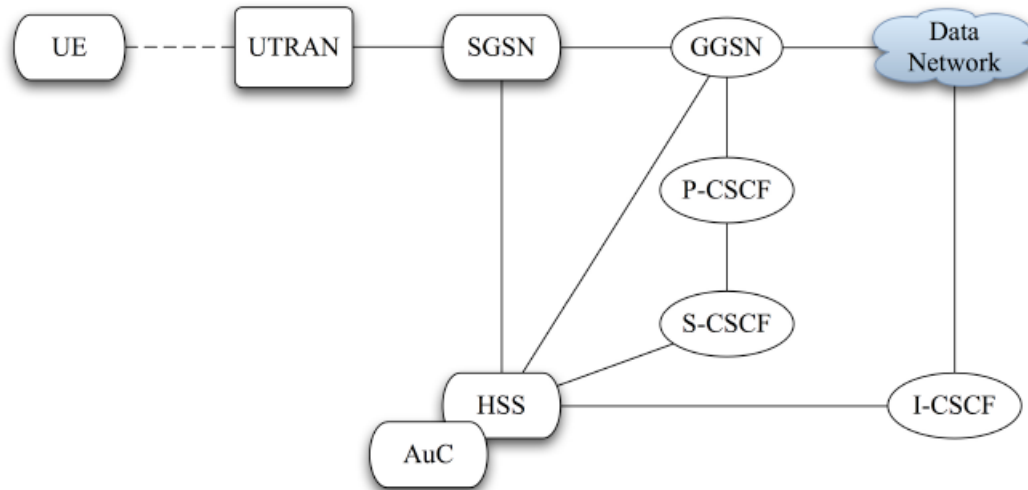 UE
UTRAN
SGSN
GGSN
Data
Network
P-CSCF
S-CSCF
HSS
I-CSCF
AuC